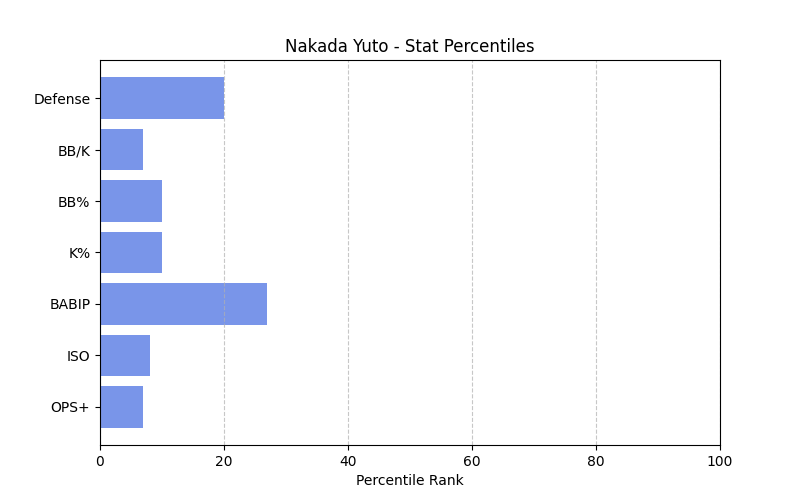 Nakada Yuto - Stat Percentiles
Defense
BB/K
BB%
K%
BABIP
ISO
OPS+
0 20 40 60 80 100
Percentile Rank